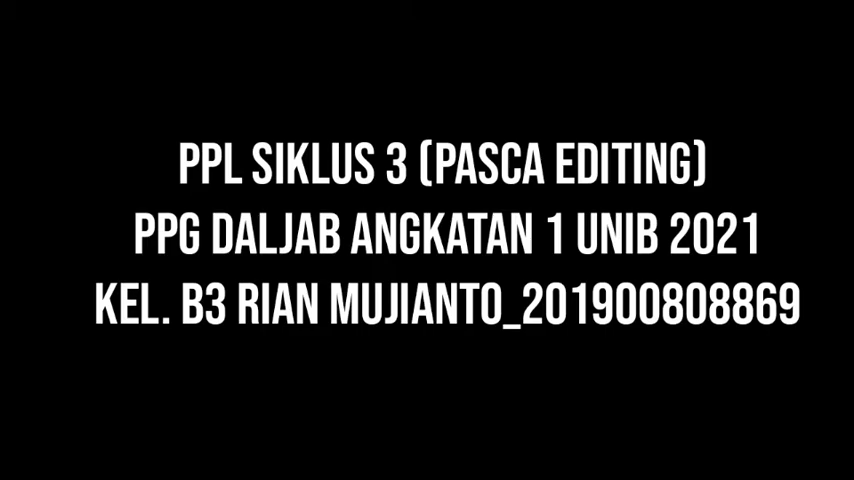 PPL SIKLUS 3 (PASCA EDITING)
PPG DALJAB ANGKATAN 1 UNIB 2021
KEL. B3 RIAN MUJIANTO_201900808869